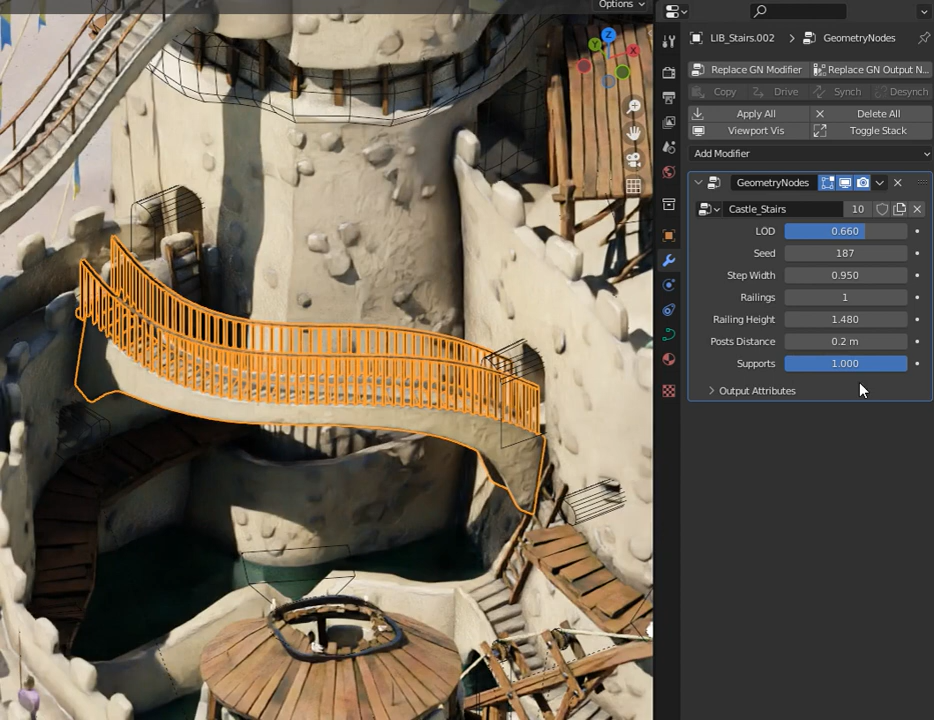 Options
Z
Y
X
LIB_Stairs.002 > GeometryNodes
Replace GN Modifier
Replace GN Output N...
Copy
Drive
Synch
Desynch
Apply All
Delete All
Viewport Vis
Toggle Stack
Add Modifier
GeometryNodes
Castle_Stairs 10
LOD 0.660
Seed 187
Step Width 0.950
Railings 1
Railing Height 1.480
Posts Distance 0.2 m
Supports 1.000
Output Attributes